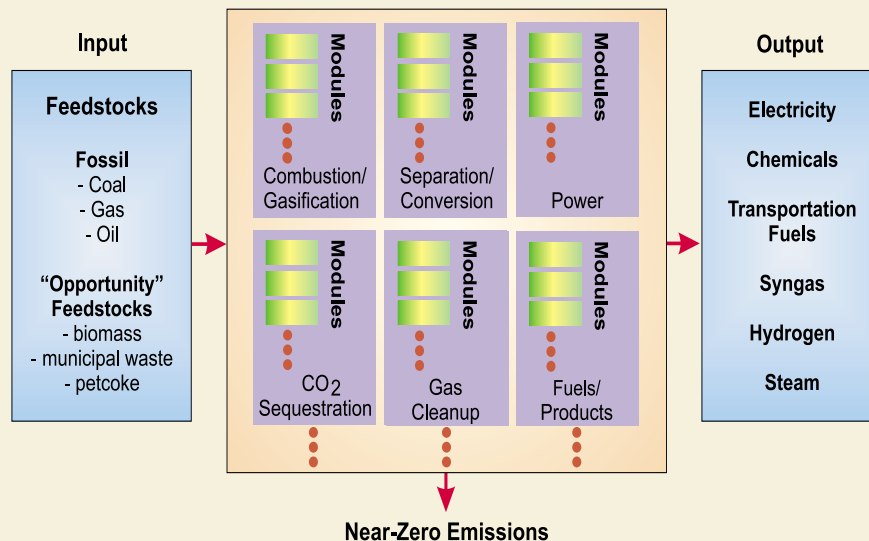 Input
Feedstocks
Fossil
- Coal
- Gas
- Oil
“Opportunity”
Feedstocks
- biomass
- municipal waste
- petcoke
Modules
Combustion/
Gasification
Modules
Separation/
Conversion
Modules
Power
Modules
CO2
Sequestration
Modules
Gas
Cleanup
Modules
Fuels/
Products
Near-Zero Emissions
Output
Electricity
Chemicals
Transportation
Fuels
Syngas
Hydrogen
Steam